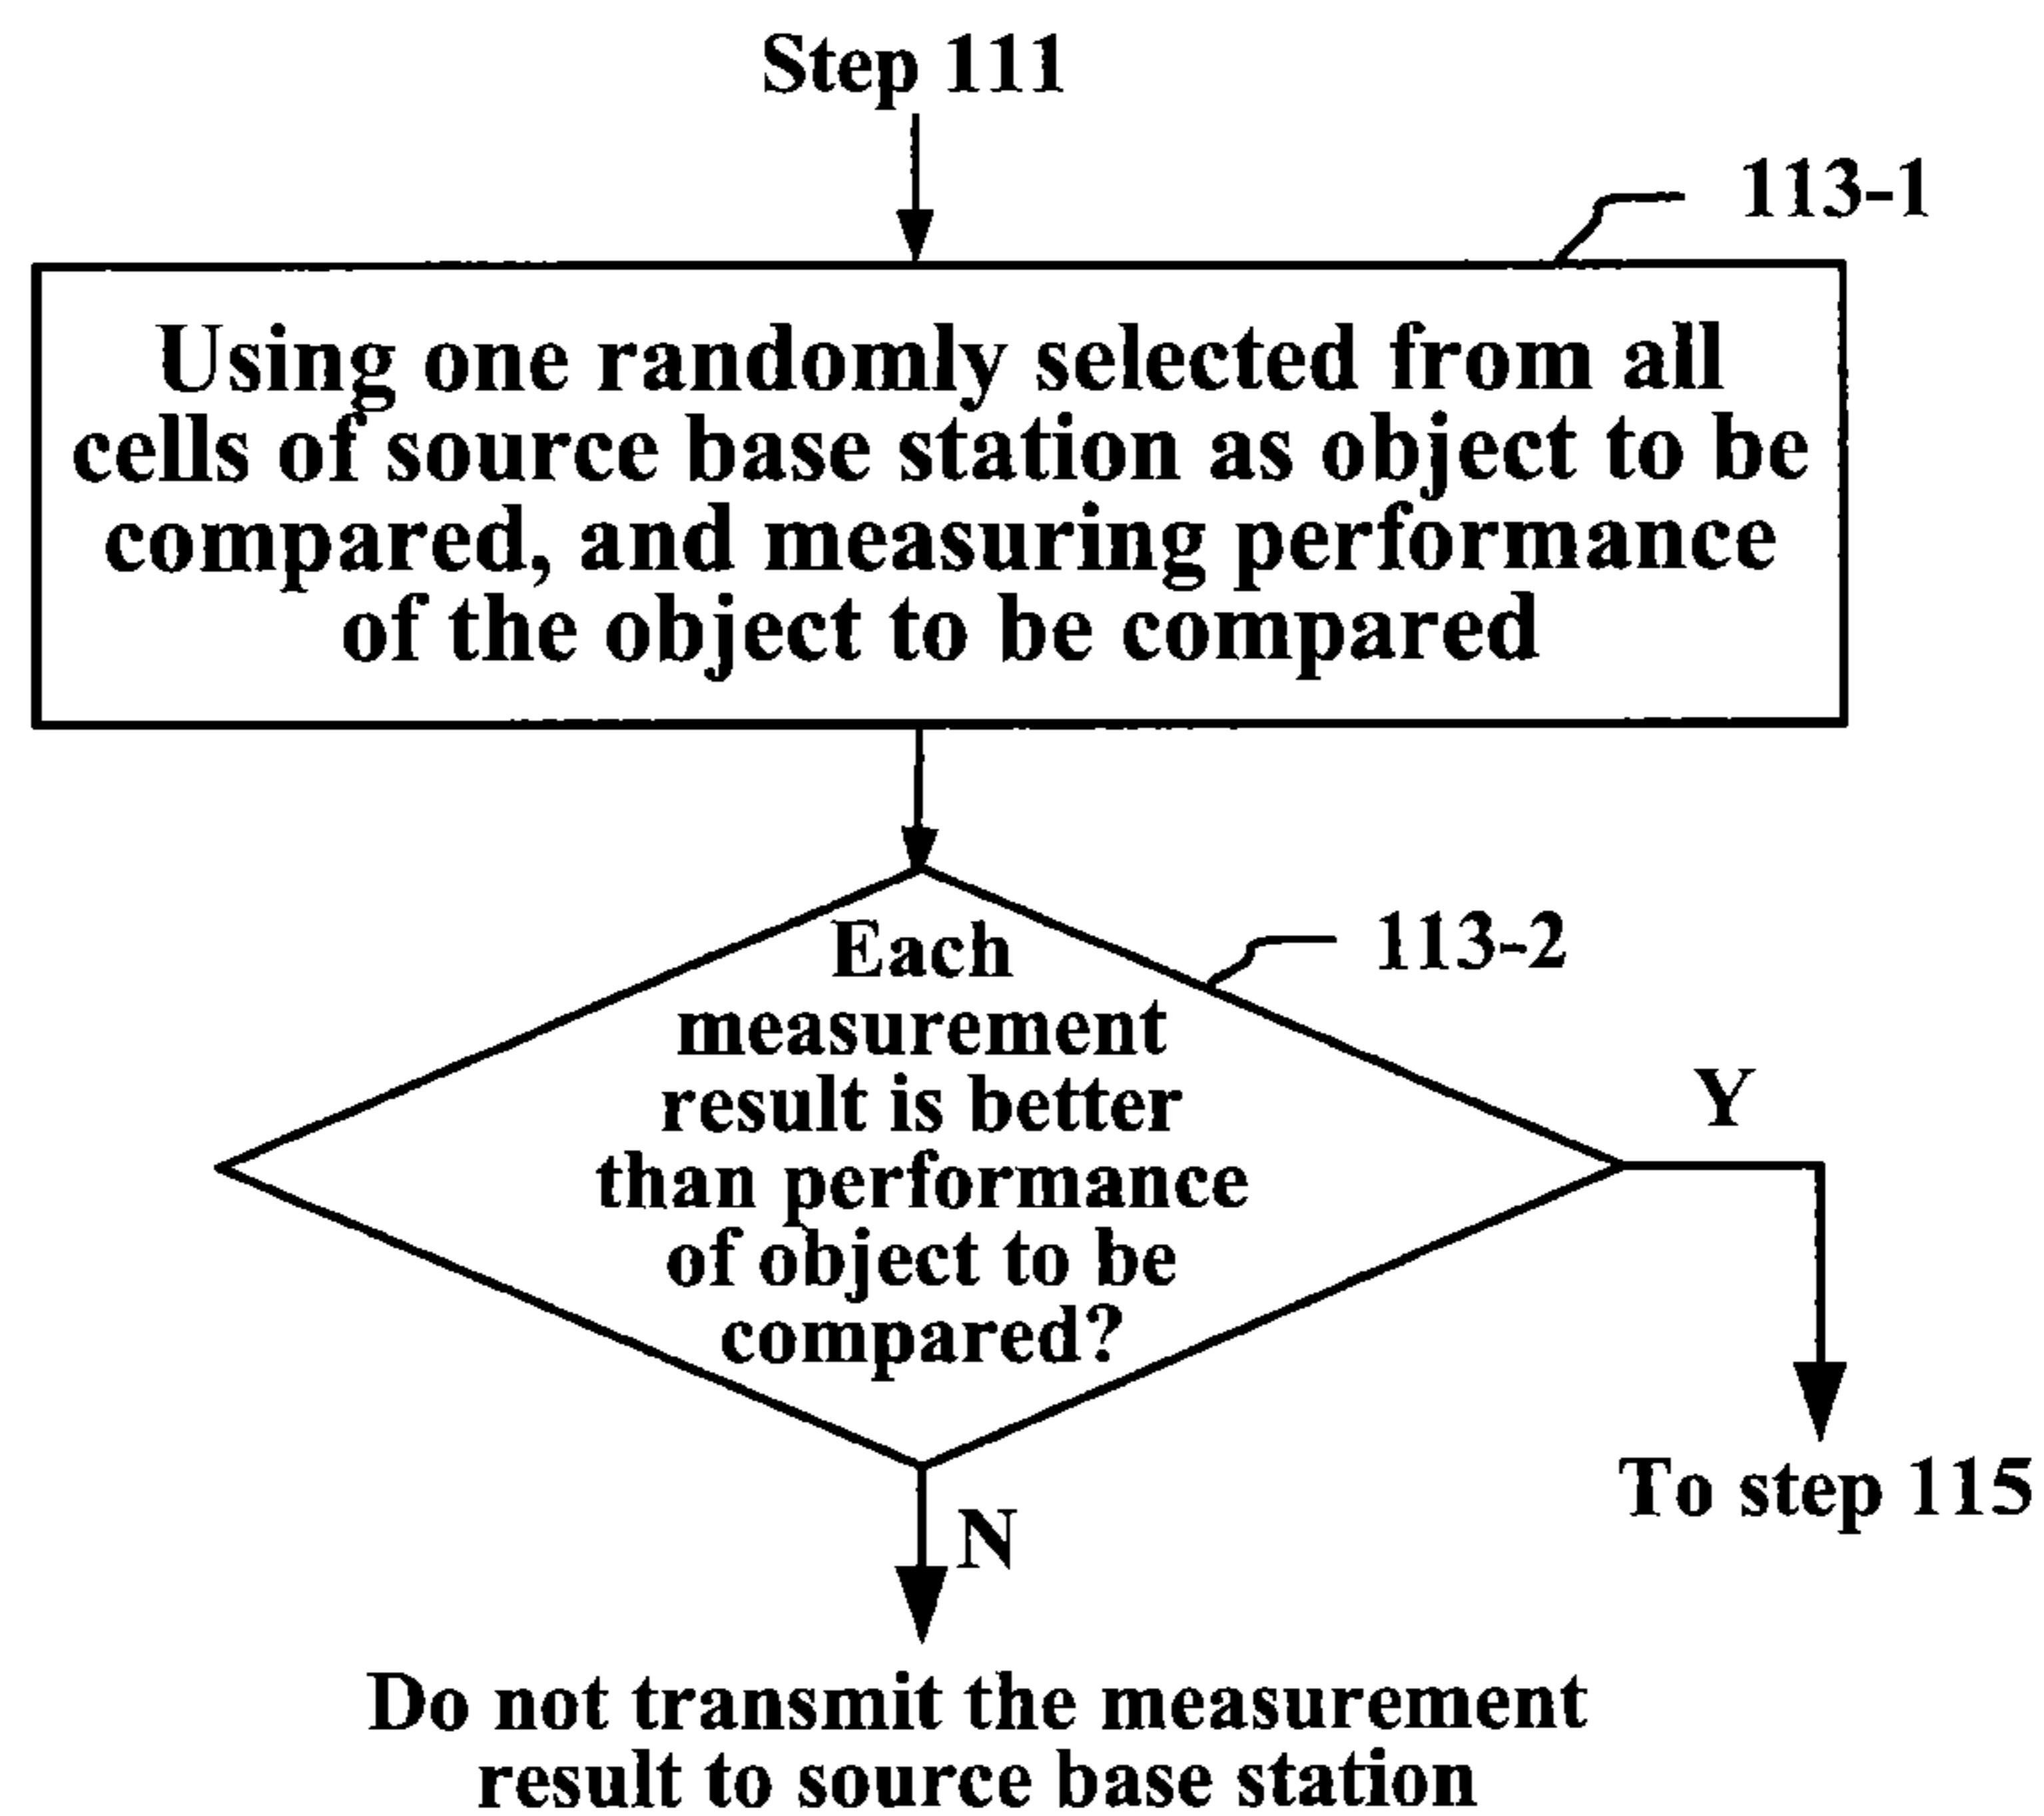 Step 111
113-1
Using one randomly selected from all
cells of source base station as object to be
compared, and measuring performance
of the object to be compared
Each
measurement
result is better
than performance
of object to be
compared?
113-2
Y
To step 115
N
Do not transmit the measurement
result to source base station